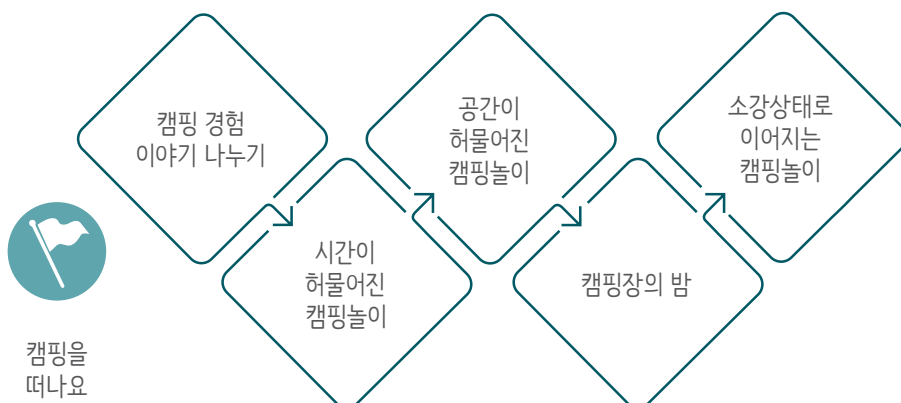 캠핑을
떠나요
캠핑 경험
이야기 나누기
시간이
허물어진
캠핑놀이
공간이
허물어진
캠핑놀이
캠핑장의 밤
소강상태로
이어지는
캠핑놀이